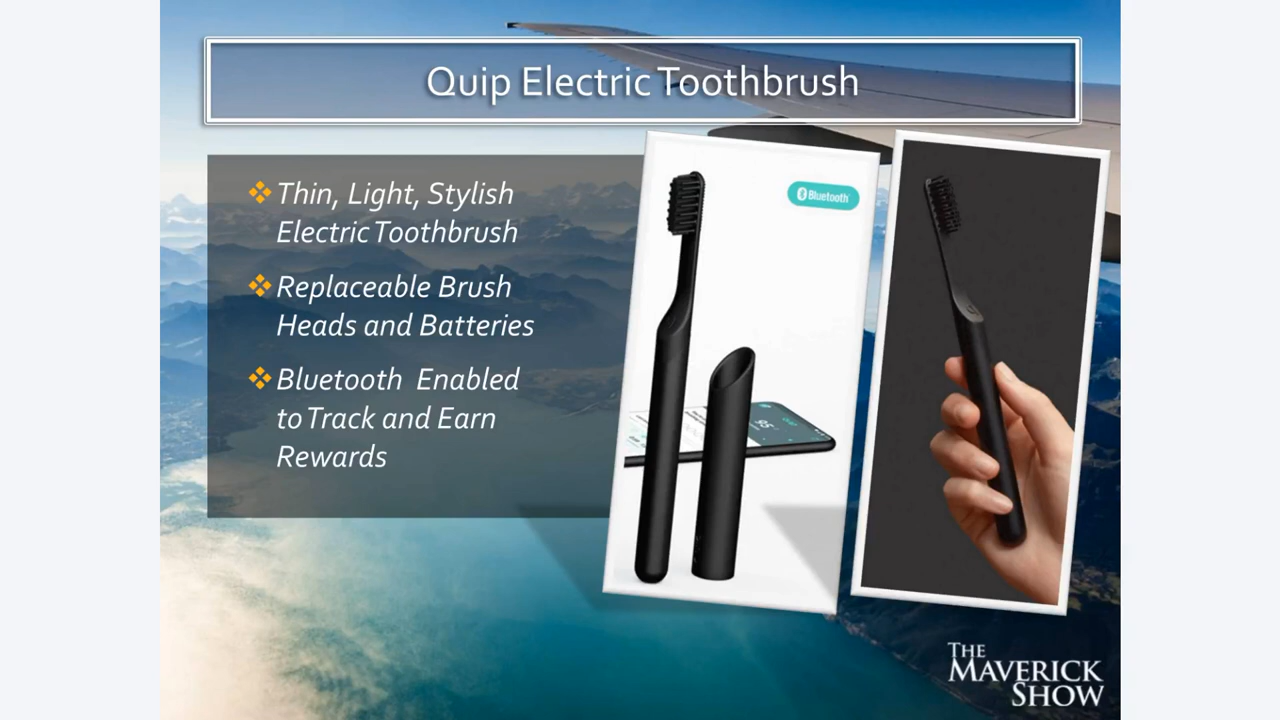 Quip Electric Toothbrush
Thin, Light, Stylish
Electric Toothbrush
Replaceable Brush
Heads and Batteries
Bluetooth Enabled
to Track and Earn
Rewards
Bluetooth
95
THE
MAVERICK
SHOW